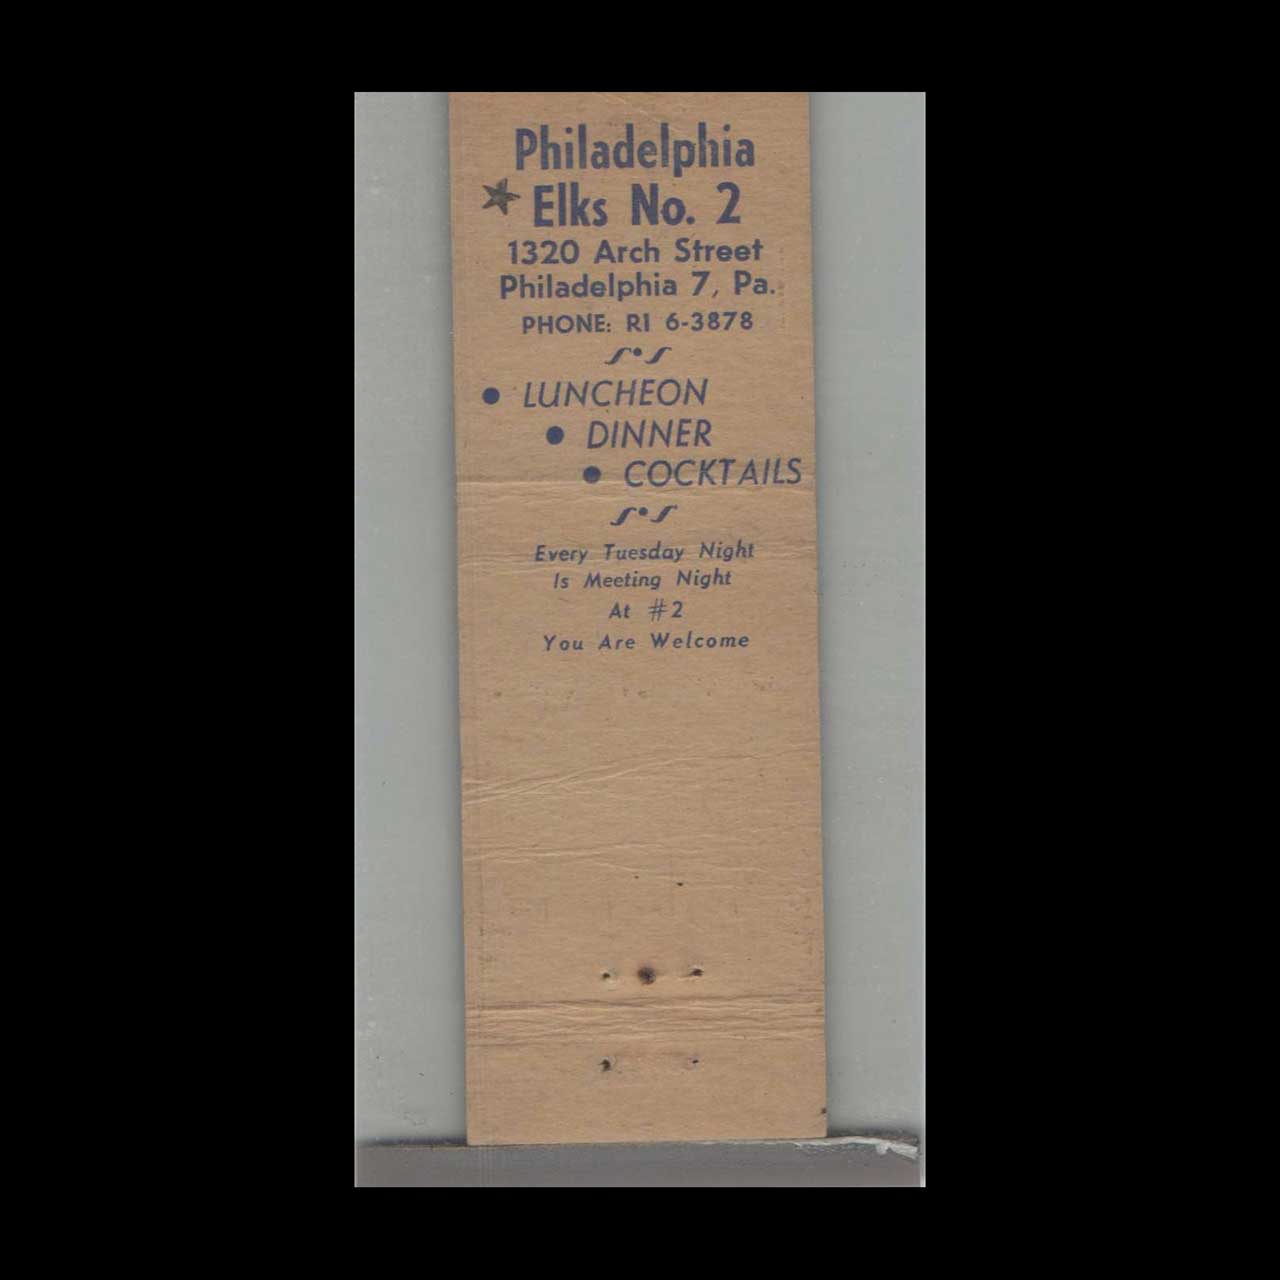 Philadelphia
Elks No. 2
1320 Arch Street
Philadelphia 7, Pa.
PHONE: RI 6-3878
• LUNCHEON
• DINNER
• COCKTAILS
Every Tuesday Night
Is Meeting Night
At #2
You Are Welcome